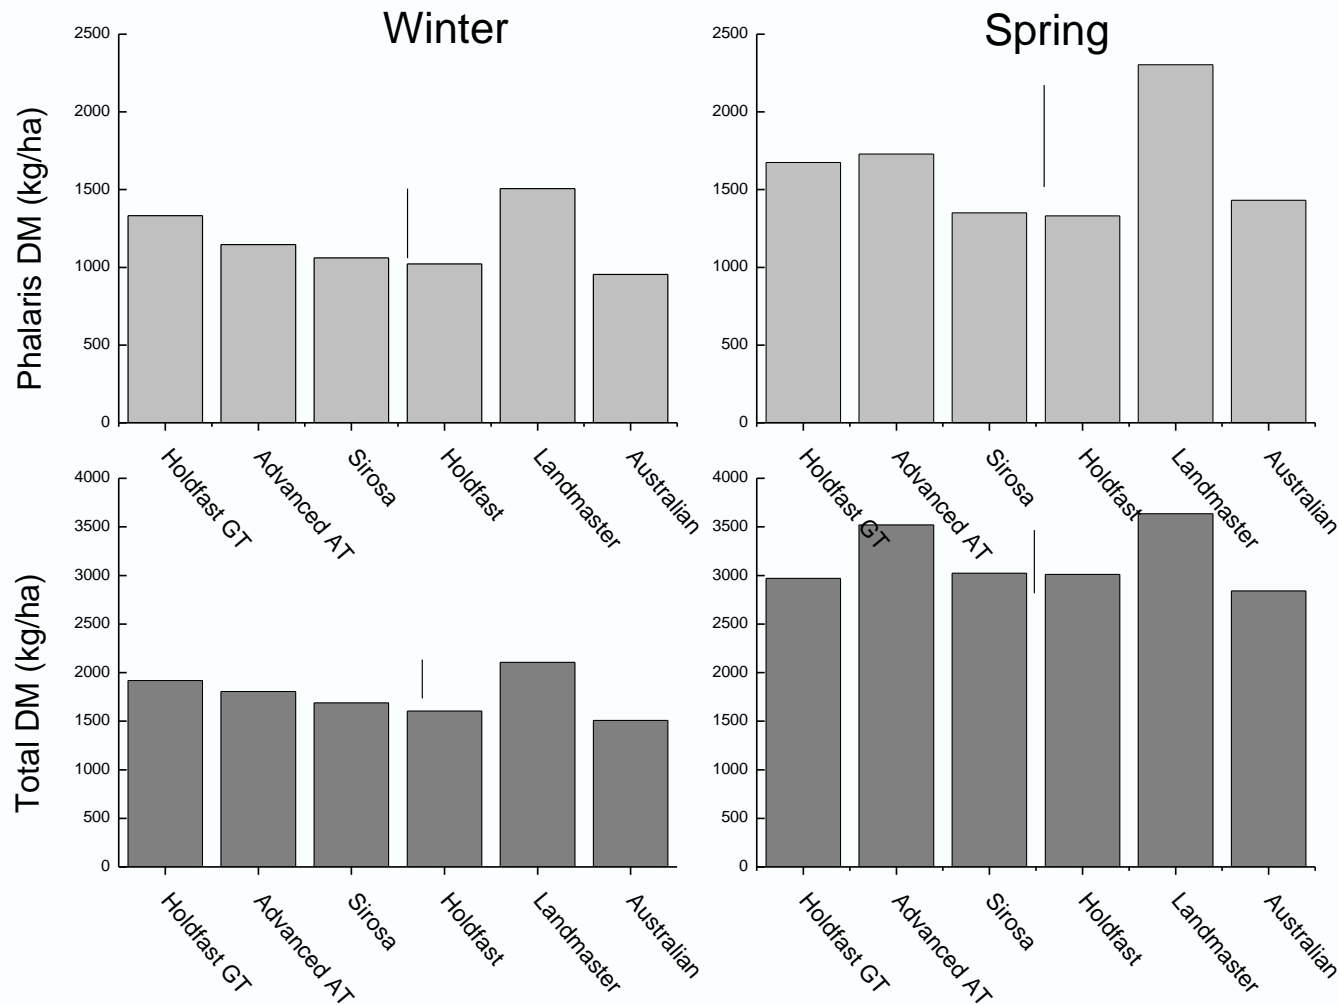 Winter
Spring
Phalaris DM (kg/ha)
2500
2000
1500
1000
500
0
Holdfast GT
Advanced AT
Sirosa
Holdfast
Landmaster
Australian
2500
2000
1500
1000
500
0
Holdfast GT
Advanced AT
Sirosa
Holdfast
Landmaster
Australian
Total DM (kg/ha)
4000
3500
3000
2500
2000
1500
1000
500
0
Holdfast GT
Advanced AT
Sirosa
Holdfast
Landmaster
Australian
4000
3500
3000
2500
2000
1500
1000
500
0
Holdfast GT
Advanced AT
Sirosa
Holdfast
Landmaster
Australian